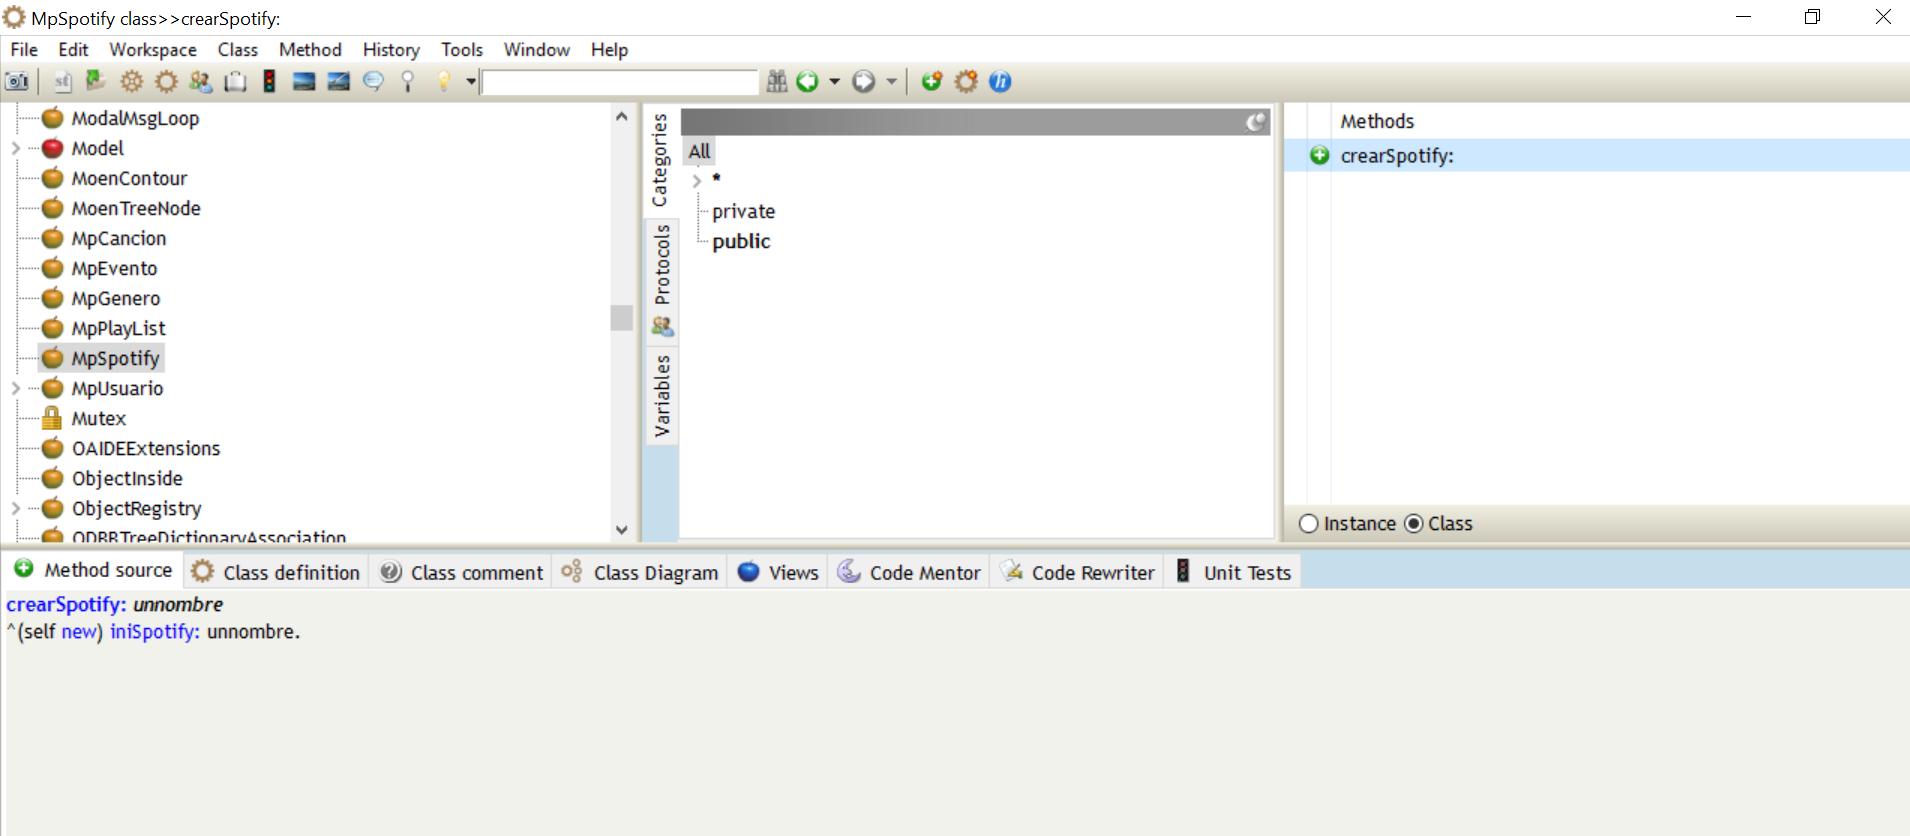 MpSpotify class>>crearSpotify:
File Edit Workspace Class Method History Tools Window Help
ModalMsgLoop
Model
MoenContour
MoenTreeNode
MpCancion
MpEvento
MpGenero
MpPlayList
MpSpotify
MpUsuario
Mutex
OAIDEExtensions
ObjectInside
ObjectRegistry
ODBBTreeDictionaryAssociation
Categories
Protocols
Variables
All
*
private
public
Methods
crearSpotify:
Instance Class
Method source Class definition Class comment Class Diagram Views Code Mentor Code Rewriter Unit Tests
crearSpotify: unnombre
^(self new) iniSpotify: unnombre.